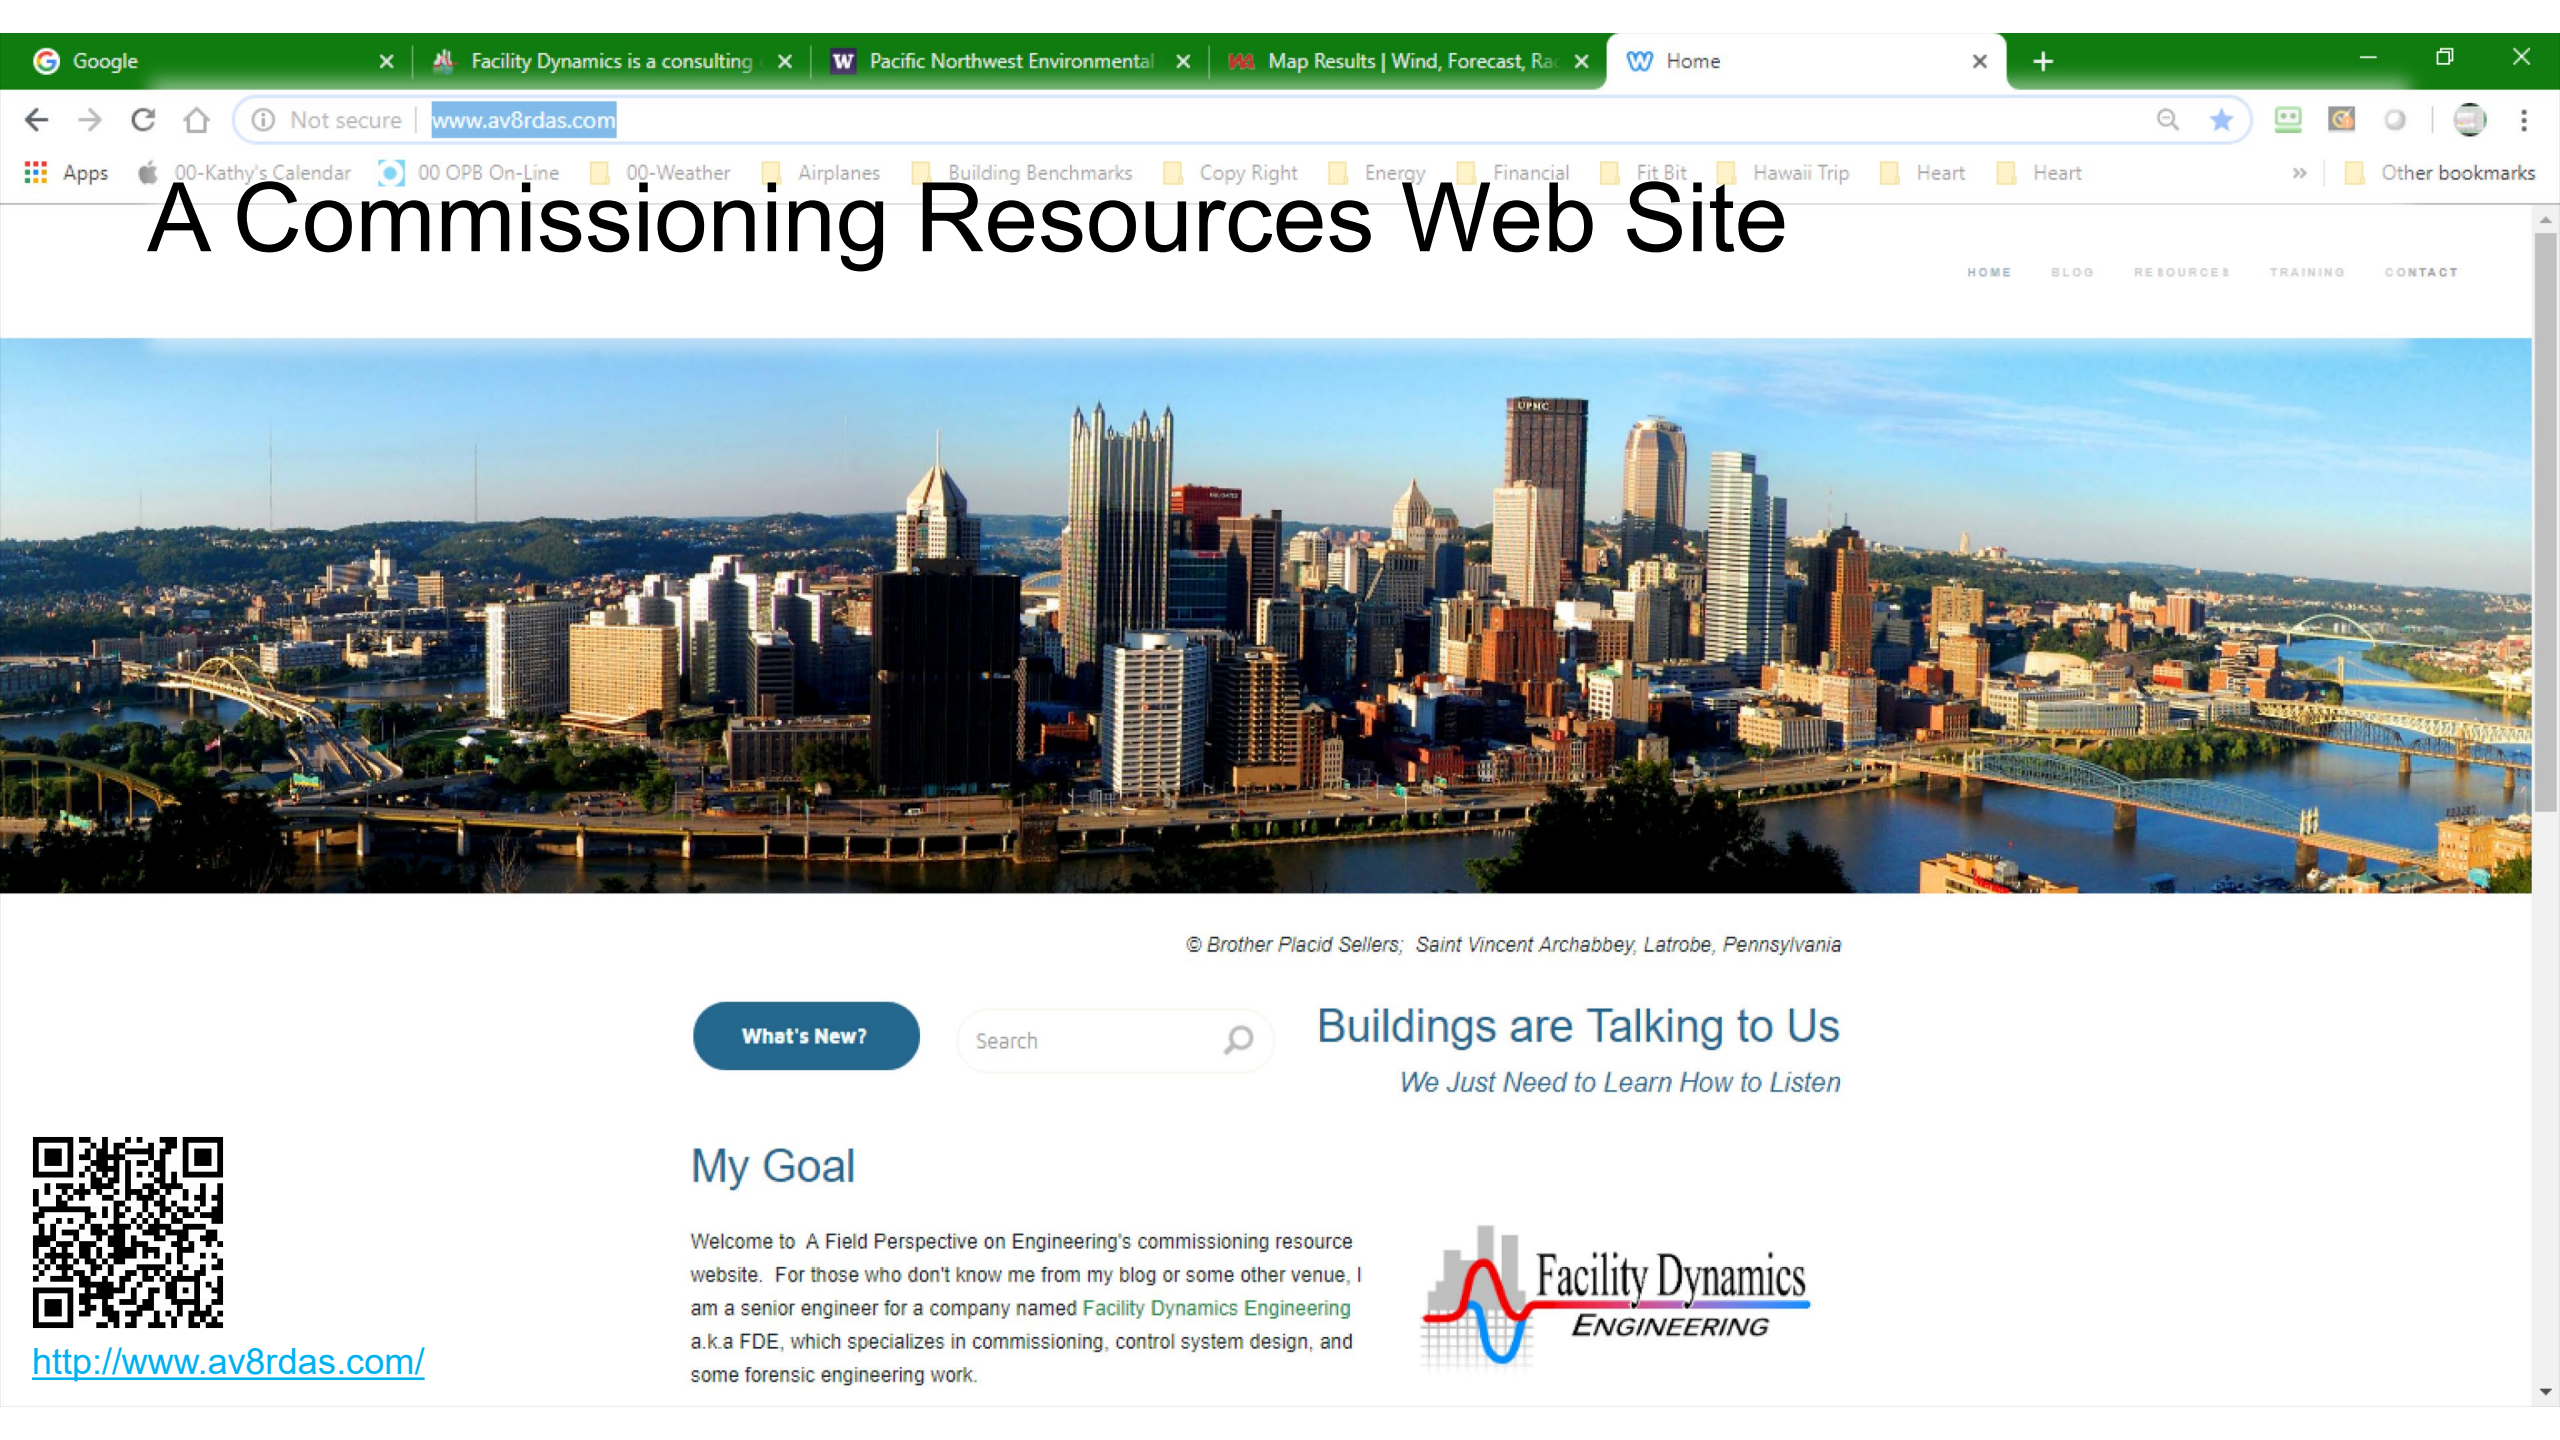 Google
Facility Dynamics is a consulting
Pacific Northwest Environmental
Map Results | Wind, Forecast, Ra
Home
Not secure
www.av8rdas.com
Apps
00-Kathy's Calendar
00 OPB On-Line
00-Weather
Airplanes
Building Benchmarks
Copy Right
Energy
Financial
Fit Bit
Hawaii Trip
Heart
Heart
»
Other bookmarks
A Commissioning Resources Web Site
HOME
BLOG
RESOURCES
TRAINING
CONTACT
UPMC
© Brother Placid Sellers; Saint Vincent Archabbey, Latrobe, Pennsylvania
What's New?
Search
Buildings are Talking to Us
We Just Need to Learn How to Listen
My Goal
Welcome to A Field Perspective on Engineering's commissioning resource
website. For those who don't know me from my blog or some other venue, I
am a senior engineer for a company named Facility Dynamics Engineering
a.k.a FDE, which specializes in commissioning, control system design, and
some forensic engineering work.
Facility Dynamics
ENGINEERING
http://www.av8rdas.com/